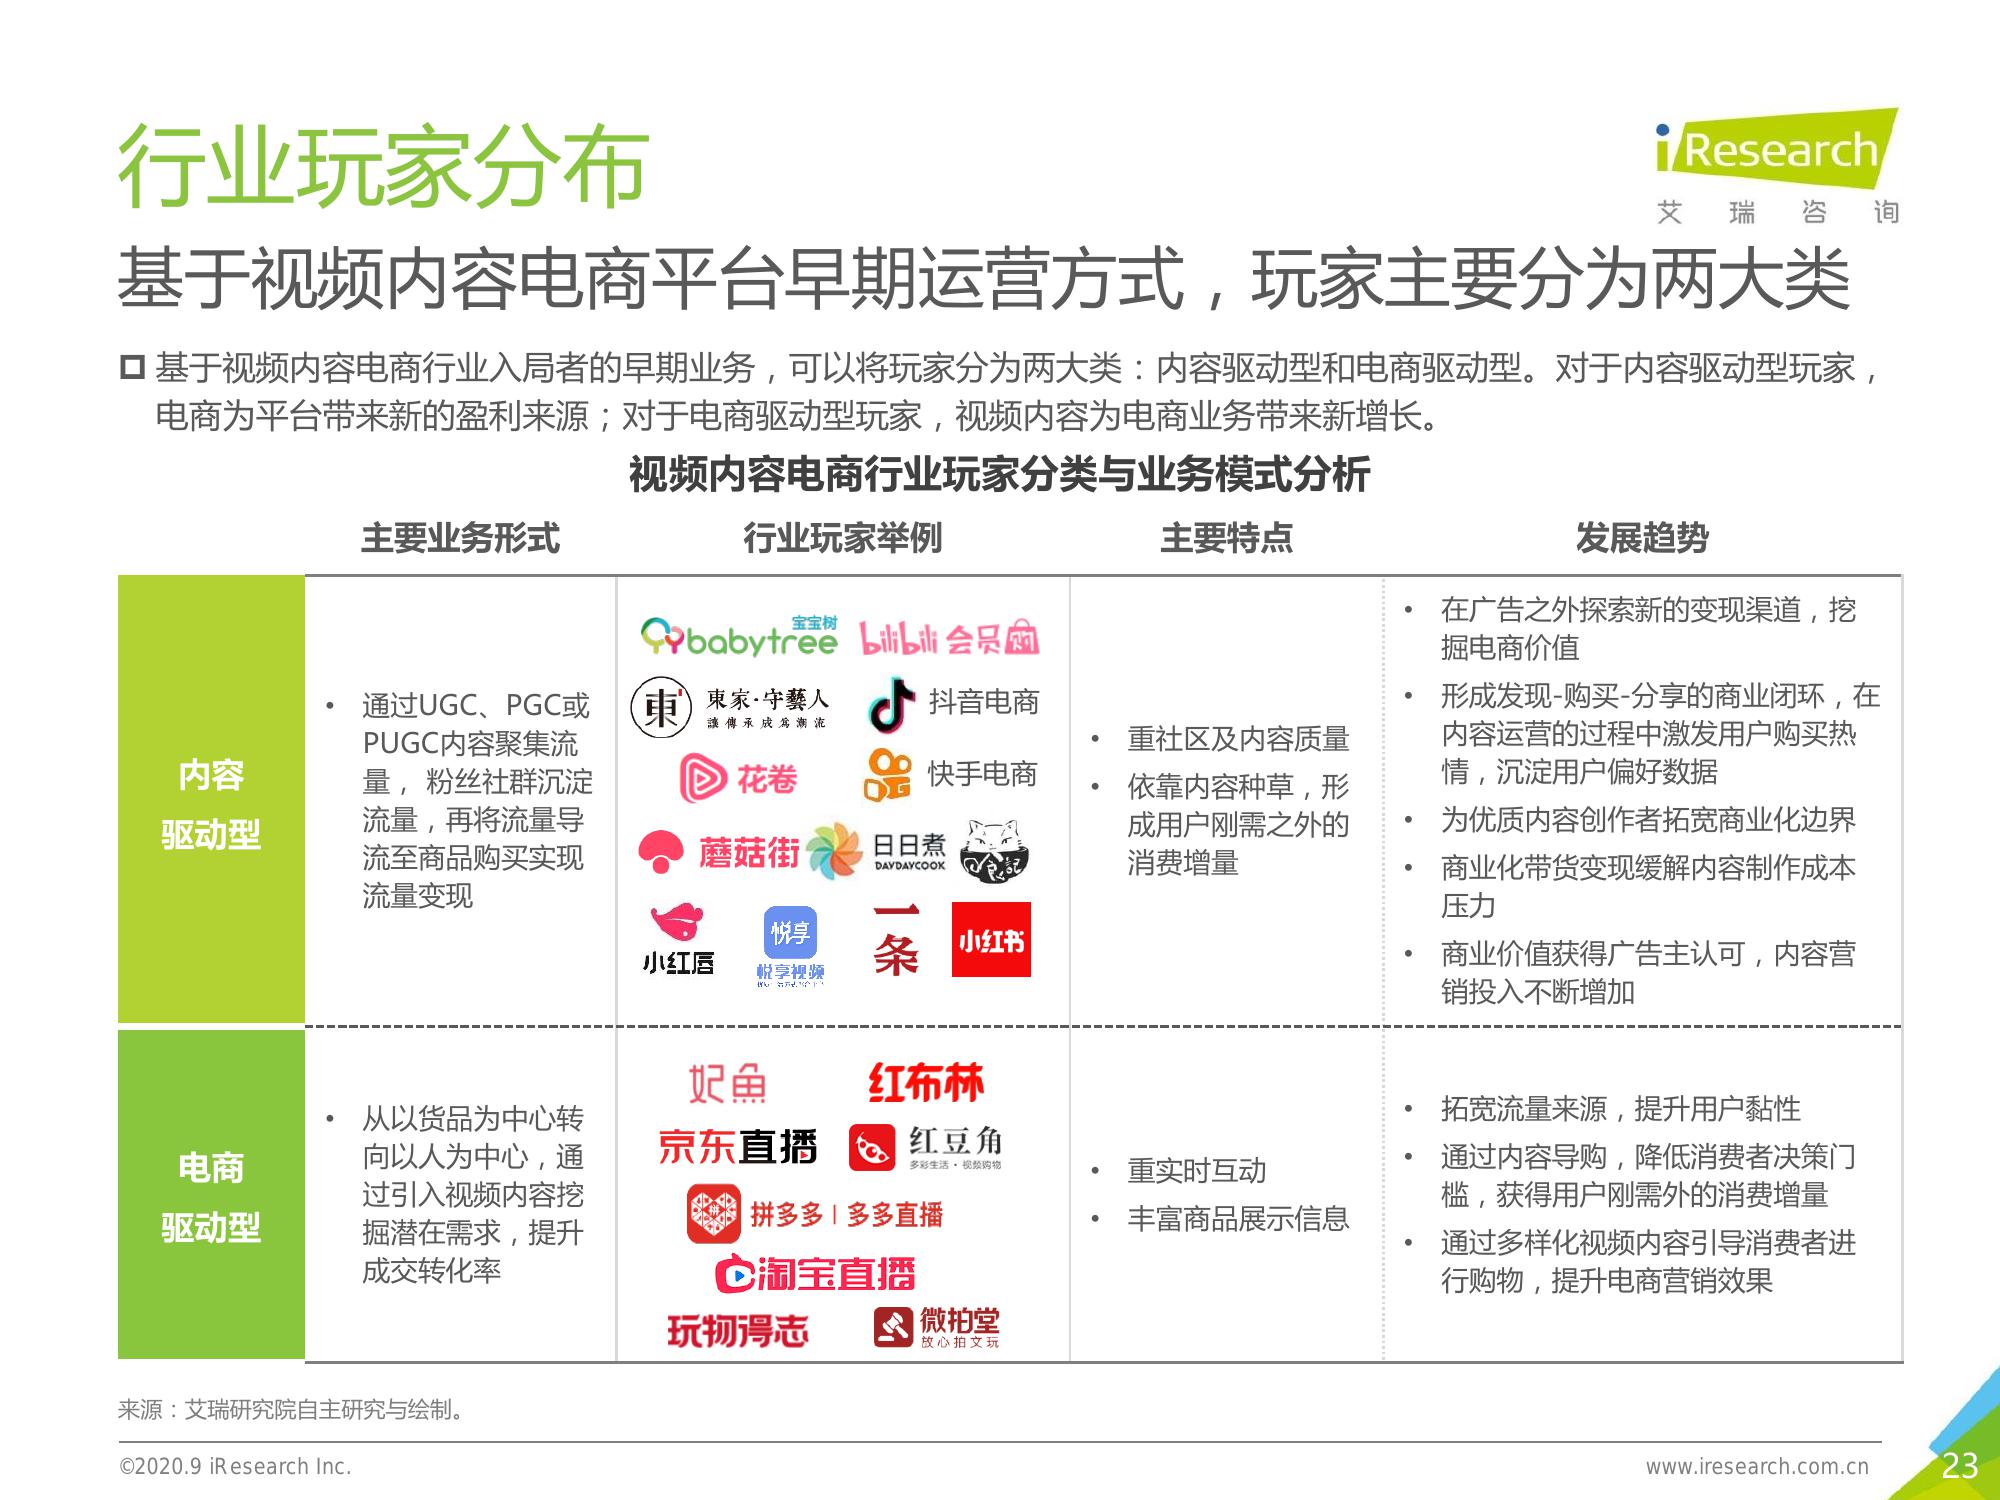 行业玩家分布
iResearch
艾瑞咨询
基于视频内容电商平台早期运营方式，玩家主要分为两大类
基于视频内容电商行业入局者的早期业务，可以将玩家分为两大类：内容驱动型和电商驱动型。对于内容驱动型玩家，
电商为平台带来新的盈利来源；对于电商驱动型玩家，视频内容为电商业务带来新增长。
视频内容电商行业玩家分类与业务模式分析
主要业务形式 行业玩家举例 主要特点 发展趋势
内容
驱动型
• 通过UGC、PGC或
PUGC内容聚集流
量， 粉丝社群沉淀
流量，再将流量导
流至商品购买实现
流量变现
宝宝树
babytree
bilibili 会员购
東 東家·守藝人
讓傳承成為潮流
抖音电商
花卷
快手电商
蘑菇街
日日煮
DAYDAYCOOK
日食记
小红唇
悦享
悦享视频
一
条
小红书
• 重社区及内容质量
• 依靠内容种草，形
成用户刚需之外的
消费增量
• 在广告之外探索新的变现渠道，挖
掘电商价值
• 形成发现-购买-分享的商业闭环，在
内容运营的过程中激发用户购买热
情，沉淀用户偏好数据
• 为优质内容创作者拓宽商业化边界
• 商业化带货变现缓解内容制作成本
压力
• 商业价值获得广告主认可，内容营
销投入不断增加
电商
驱动型
• 从以货品为中心转
向以人为中心，通
过引入视频内容挖
掘潜在需求，提升
成交转化率
妃鱼
红布林
京东直播
红豆角
多彩生活·视频购物
拼 拼多多 | 多多直播
淘宝直播
玩物得志
微拍堂
放心拍文玩
• 重实时互动
• 丰富商品展示信息
• 拓宽流量来源，提升用户黏性
• 通过内容导购，降低消费者决策门
槛，获得用户刚需外的消费增量
• 通过多样化视频内容引导消费者进
行购物，提升电商营销效果
来源：艾瑞研究院自主研究与绘制。
©2020.9 iResearch Inc.
www.iresearch.com.cn
23